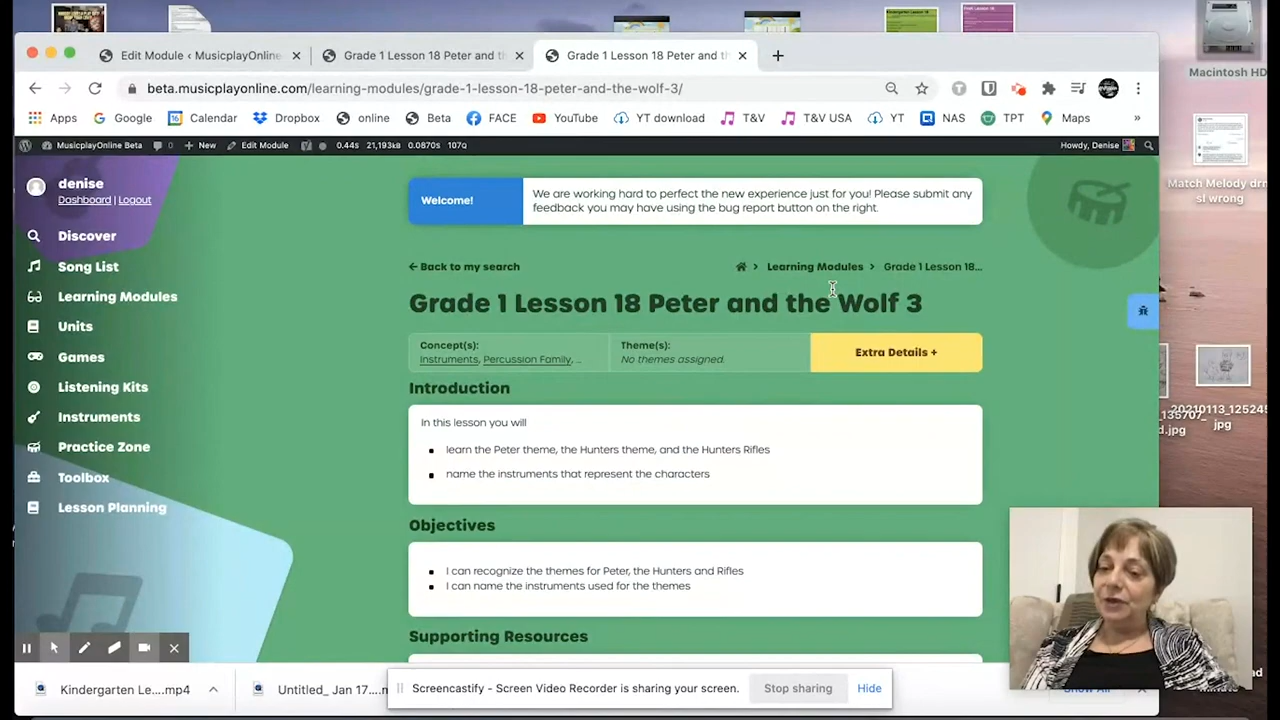 Edit Module ‹ MusicplayOnline
Grade 1 Lesson 18 Peter and th
Grade 1 Lesson 18 Peter and th
beta.musicplayonline.com/learning-modules/grade-1-lesson-18-peter-and-the-wolf-3/
Apps Google Calendar Dropbox online Beta FACE YouTube YT download T&V T&V USA YT NAS TPT Maps »
MusicplayOnline Beta 0 New Edit Module 0.44s 2,193kB 0.0870s 107Q Howdy, Denise
denise
Dashboard | Logout
Discover
Song List
Learning Modules
Units
Games
Listening Kits
Instruments
Practice Zone
Toolbox
Lesson Planning
Welcome!
We are working hard to perfect the new experience just for you! Please submit any
feedback you may have using the bug report button on the right.
Back to my search
Learning Modules > Grade 1 Lesson 18...
Grade 1 Lesson 18 Peter and the Wolf 3
Concept(s):
Instruments, Percussion Family, ...
Theme(s):
No themes assigned.
Extra Details +
Introduction
In this lesson you will
learn the Peter theme, the Hunters theme, and the Hunters Rifles
name the instruments that represent the characters
Objectives
I can recognize the themes for Peter, the Hunters and Rifles
I can name the instruments used for the themes
Supporting Resources
Kindergarten Le....mp4
Untitled_ Jan 17....
Screencastify - Screen Video Recorder is sharing your screen.
Stop sharing
Hide
Macintosh HD
Match Melody drn
sl wrong
20210113_125245
.jpg
135707_
d.jpg